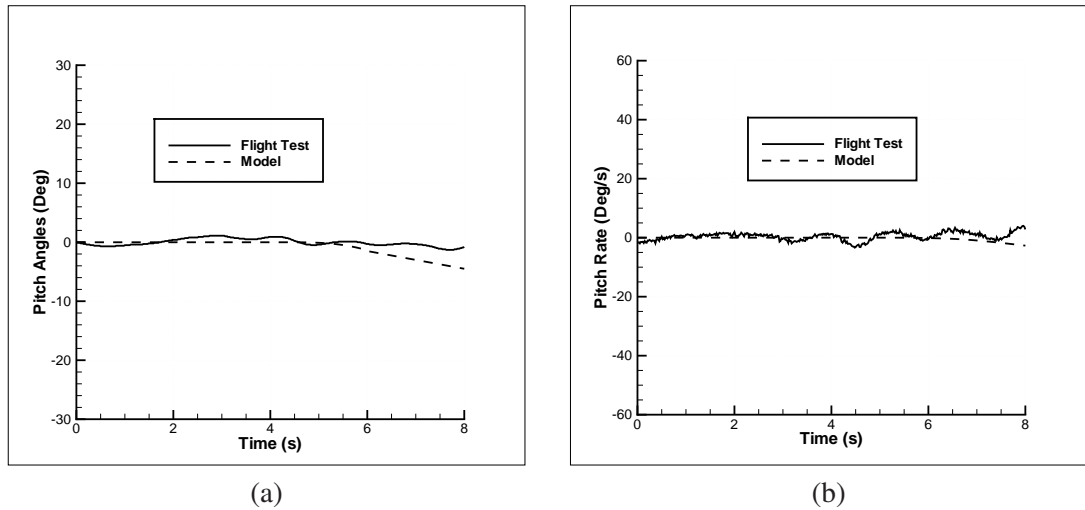 30
20
10
0
-10
-20
-30
0 2 4 6 8
Pitch Angles (Deg)
Time (s)
Flight Test
Model
(a)
60
40
20
0
-20
-40
-60
0 2 4 6 8
Pitch Rate (Deg/s)
Time (s)
Flight Test
Model
(b)